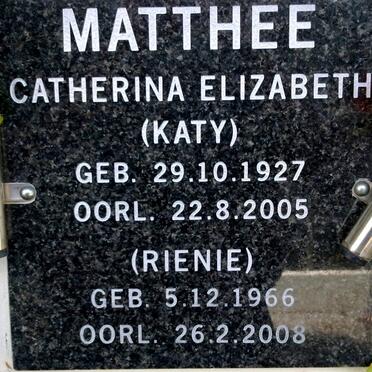 MATTHEE
CATHERINA ELIZABETH
(KATY)
GEB. 29.10.1927
OORL. 22.8.2005
(RIENIE)
GEB. 5.12.1966
OORL. 26.2.2008